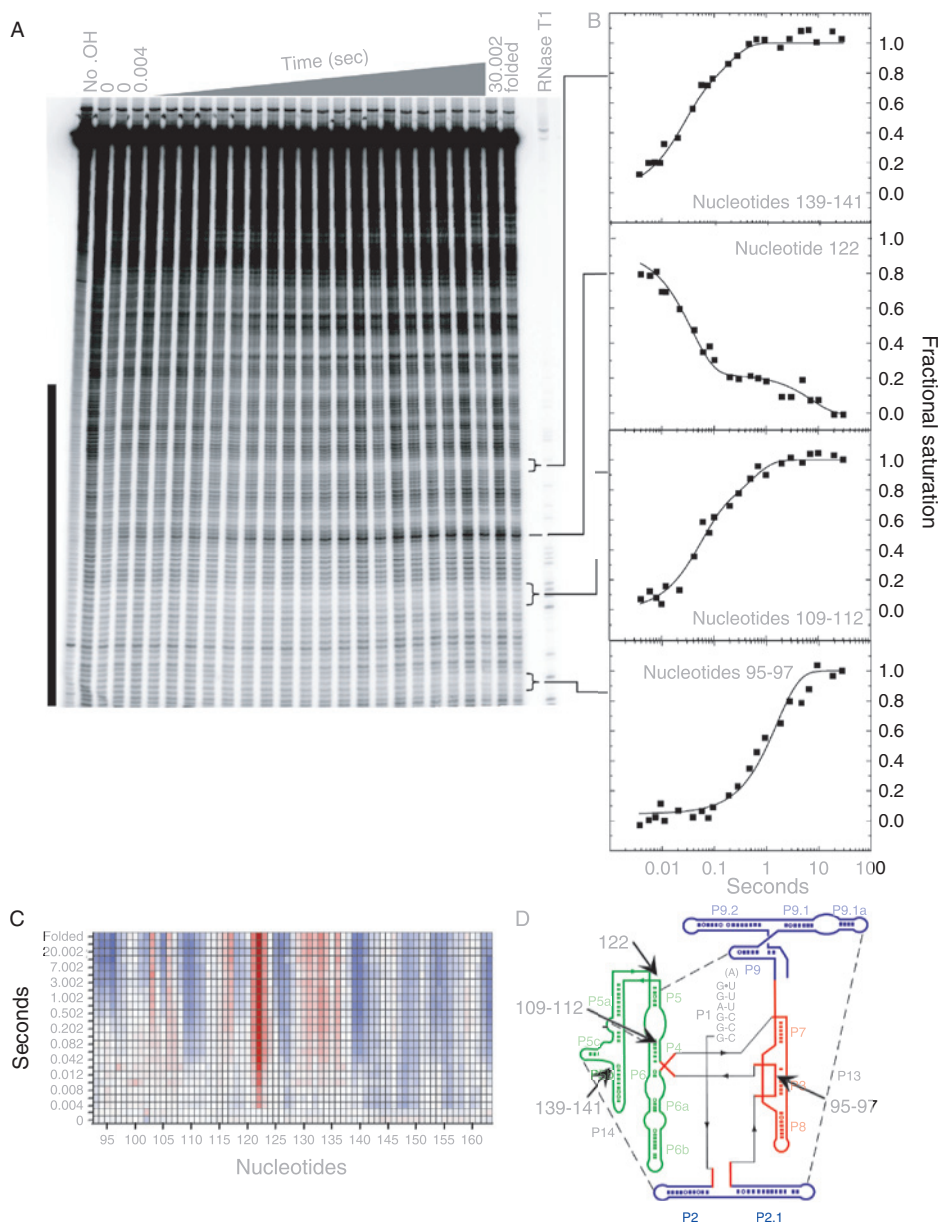 A
No .OH
0
0
0.004
Time (sec)
30.002
folded
RNase T1
B
1.0
0.8
0.6
0.4
0.2
0.0
Nucleotides 139-141
Nucleotide 122
1.0
0.8
0.6
0.4
0.2
0.0
1.0
0.8
0.6
0.4
0.2
0.0
Nucleotides 109-112
Nucleotides 95-97
1.0
0.8
0.6
0.4
0.2
0.0
Fractional saturation
0.01 0.1 1 10 100
Seconds
C
Folded
20.002
7.002
3.002
1.002
0.502
0.202
0.082
0.042
0.012
0.008
0.004
0
Seconds
95 100 105 110 115 120 125 130 135 140 145 150 155 160
Nucleotides
D
P9.2 P9.1 P9.1a
122
P9
(A)
P5a P5
G•U
G-U
A-U
G-C
G-C
G-C
P1
109-112
P7
P5c P4
P6
P13
139-141
95-97
P6a
P8
P14
P6b
P2 P2.1